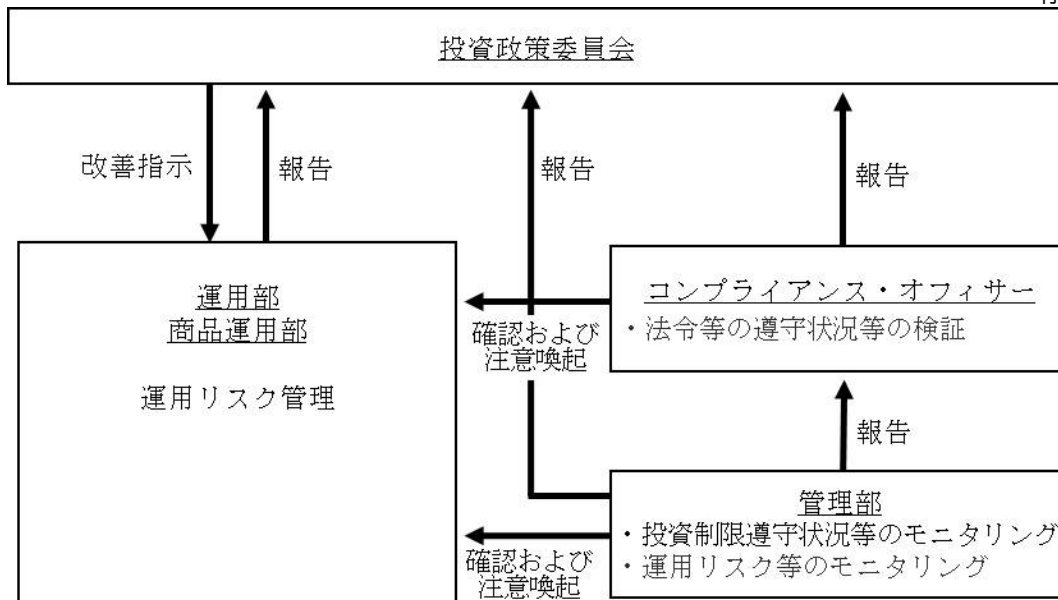 投資政策委員会
改善指示
報告
報告
報告
運用部
商品運用部
運用リスク管理
コンプライアンス・オフィサー
・法令等の遵守状況等の検証
確認および
注意喚起
報告
管理部
・投資制限遵守状況等のモニタリング
・運用リスク等のモニタリング
確認および
注意喚起